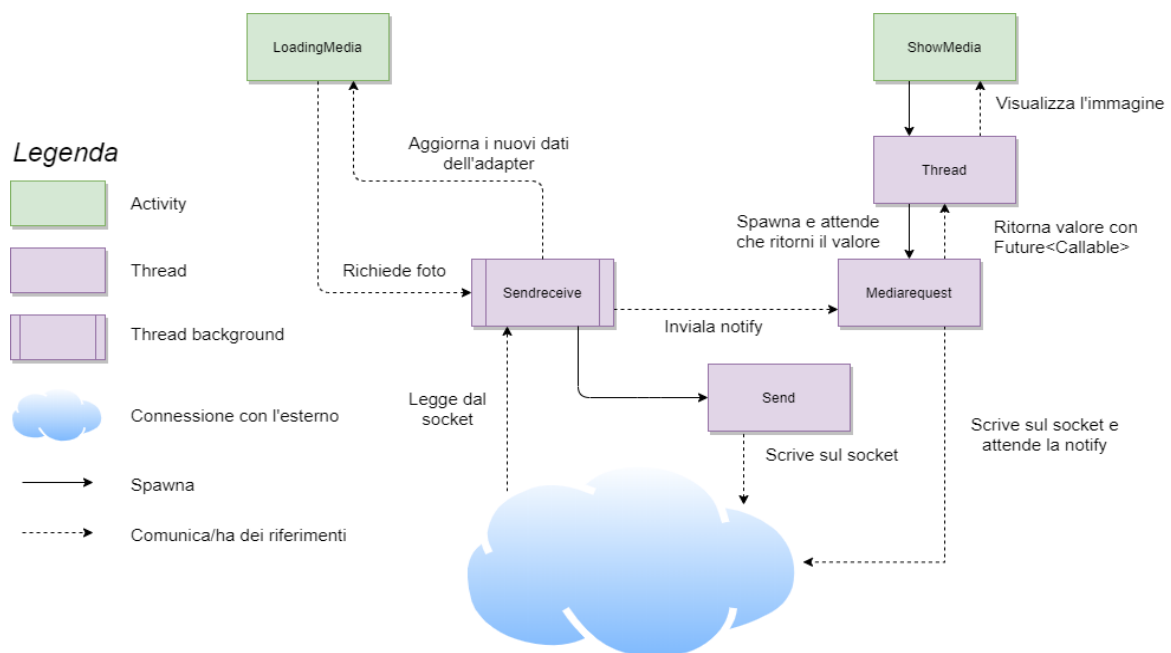 LoadingMedia
ShowMedia
Visualizza l'immagine
Aggiorna i nuovi dati
dell'adapter
Legenda
Thread
Activity
Spawna e attende
che ritorni il valore
Ritorna valore con
Future<Callable>
Thread
Richiede foto
Sendreceive
Mediarequest
Inviala notify
Thread background
Legge dal
socket
Send
Connessione con l'esterno
Scrive sul socket e
attende la notify
Scrive sul socket
Spawna
Comunica/ha dei riferimenti